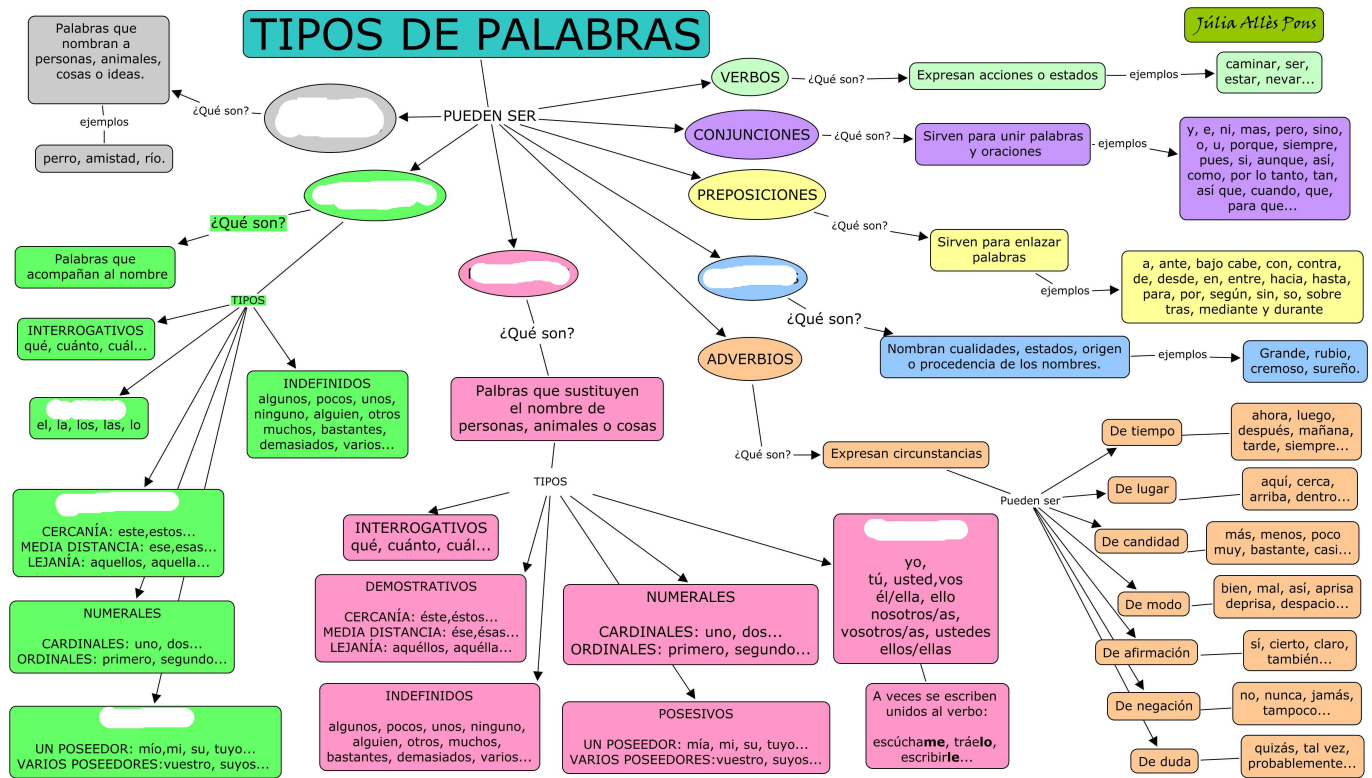 TIPOS DE PALABRAS
Júlia Allès Pons
Palabras que
nombran a
personas, animales,
cosas o ideas.
ejemplos
perro, amistad, río.
¿Qué son?
PUEDEN SER
VERBOS
¿Qué son?
Expresan acciones o estados
ejemplos
caminar, ser,
estar, nevar...
CONJUNCIONES
¿Qué son?
Sirven para unir palabras
y oraciones
ejemplos
y, e, ni, mas, pero, sino,
o, u, porque, siempre,
pues, si, aunque, así,
como, por lo tanto, tan,
así que, cuando, que,
para que...
PREPOSICIONES
¿Qué son?
Sirven para enlazar
palabras
ejemplos
a, ante, bajo cabe, con, contra,
de, desde, en, entre, hacia, hasta,
para, por, según, sin, so, sobre
tras, mediante y durante
¿Qué son?
Nombran cualidades, estados, origen
o procedencia de los nombres.
ejemplos
Grande, rubio,
cremoso, sureño.
¿Qué son?
Palabras que
acompañan al nombre
TIPOS
INTERROGATIVOS
qué, cuánto, cuál...
el, la, los, las, lo
INDEFINIDOS
algunos, pocos, unos,
ninguno, alguien, otros
muchos, bastantes,
demasiados, varios...
CERCANÍA: este,estos...
MEDIA DISTANCIA: ese,esas...
LEJANÍA: aquellos, aquella...
NUMERALES
CARDINALES: uno, dos...
ORDINALES: primero, segundo...
UN POSEEDOR: mío,mi, su, tuyo...
VARIOS POSEEDORES:vuestro, suyos...
¿Qué son?
Palbras que sustituyen
el nombre de
personas, animales o cosas
TIPOS
INTERROGATIVOS
qué, cuánto, cuál...
DEMOSTRATIVOS
CERCANÍA: éste,éstos...
MEDIA DISTANCIA: ése,ésas...
LEJANÍA: aquéllos, aquélla...
INDEFINIDOS
algunos, pocos, unos, ninguno,
alguien, otros, muchos,
bastantes, demasiados, varios...
NUMERALES
CARDINALES: uno, dos...
ORDINALES: primero, segundo...
POSESIVOS
UN POSEEDOR: mía, mi, su, tuyo...
VARIOS POSEEDORES:vuestro, suyos...
yo,
tú, usted,vos
él/ella, ello
nosotros/as,
vosotros/as, ustedes
ellos/ellas
A veces se escriben
unidos al verbo:
escúchame, tráelo,
escribirle...
ADVERBIOS
¿Qué son?
Expresan circunstancias
Pueden ser
De tiempo
ahora, luego,
después, mañana,
tarde, siempre...
De lugar
aquí, cerca,
arriba, dentro...
De candidad
más, menos, poco
muy, bastante, casi...
De modo
bien, mal, así, aprisa
deprisa, despacio...
De afirmación
sí, cierto, claro,
también...
De negación
no, nunca, jamás,
tampoco...
De duda
quizás, tal vez,
probablemente...